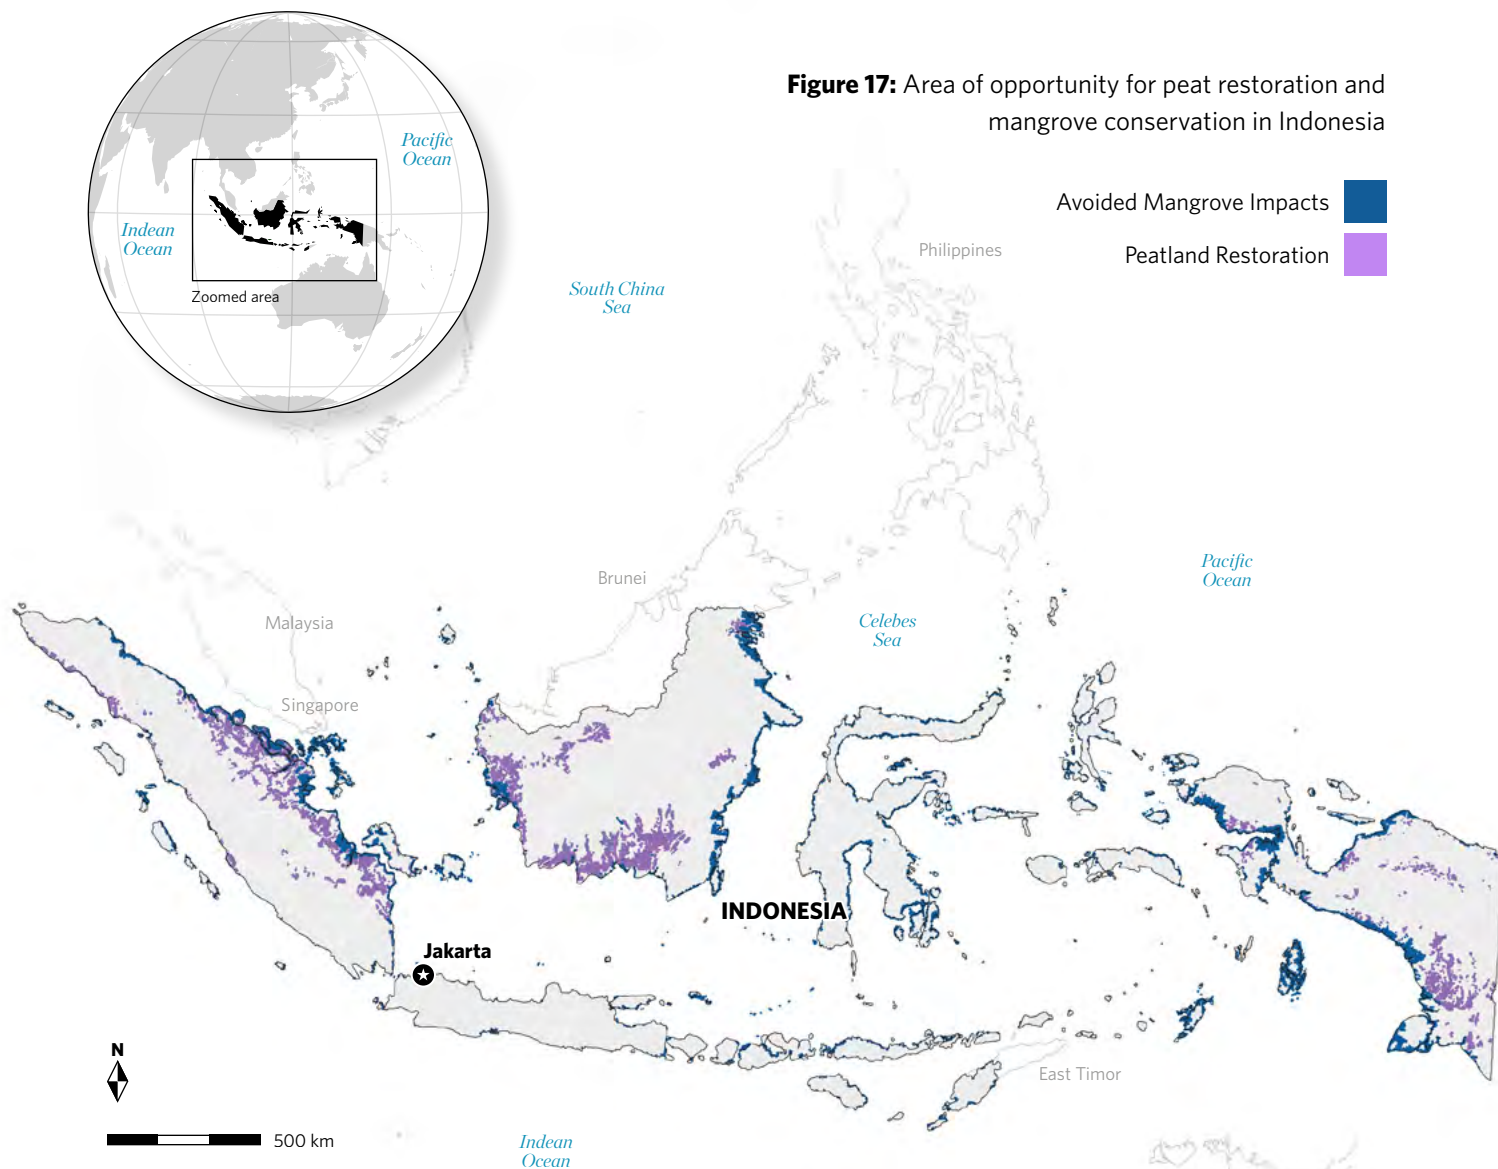 Figure 17: Area of opportunity for peat restoration and
mangrove conservation in Indonesia
Avoided Mangrove Impacts
Peatland Restoration
Pacific
Ocean
Indean
Ocean
Zoomed area
Philippines
South China
Sea
Pacific
Ocean
Brunei
Malaysia
Celebes
Sea
Singapore
INDONESIA
Jakarta
N
East Timor
500 km
Indean
Ocean